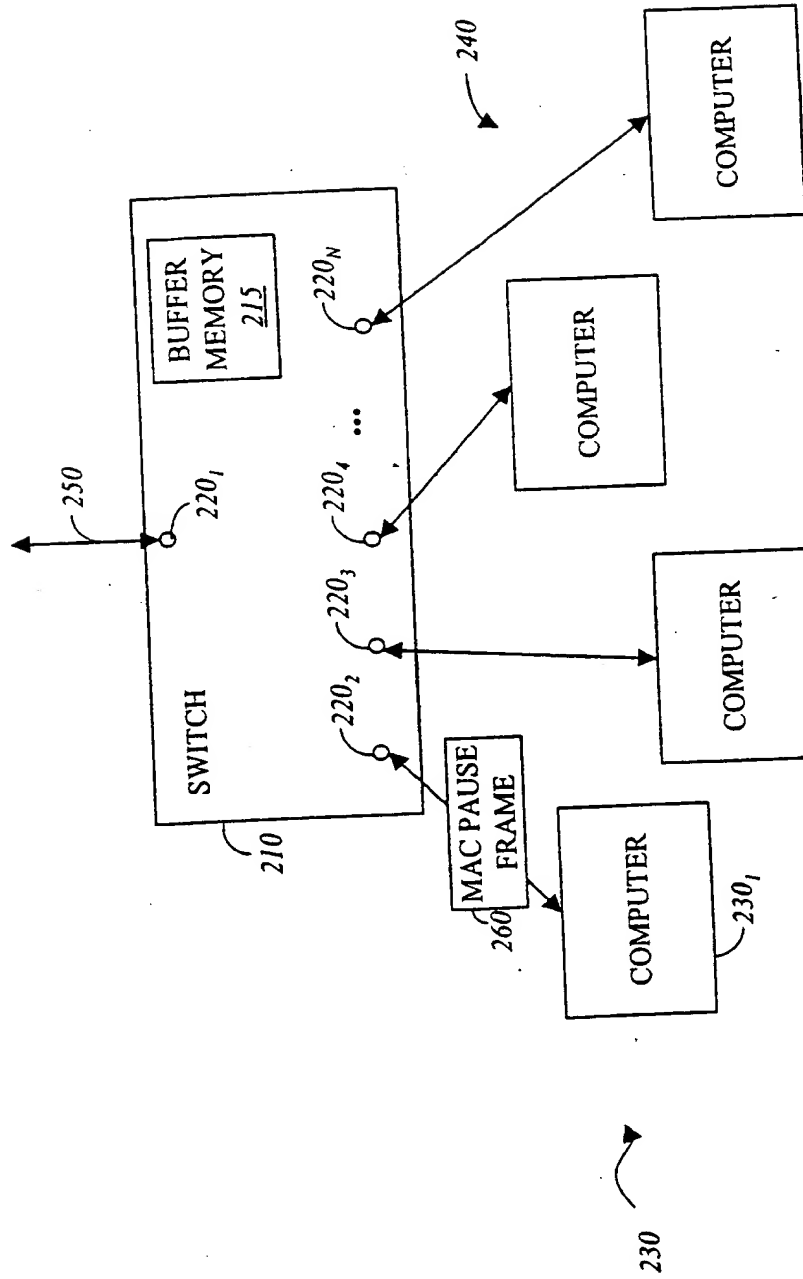 250
220₁
BUFFER
MEMORY
215
SWITCH
220₂
220₃
220₄
...
220N
210
240
MAC PAUSE
FRAME
260
COMPUTER
230₁
COMPUTER
COMPUTER
COMPUTER
230